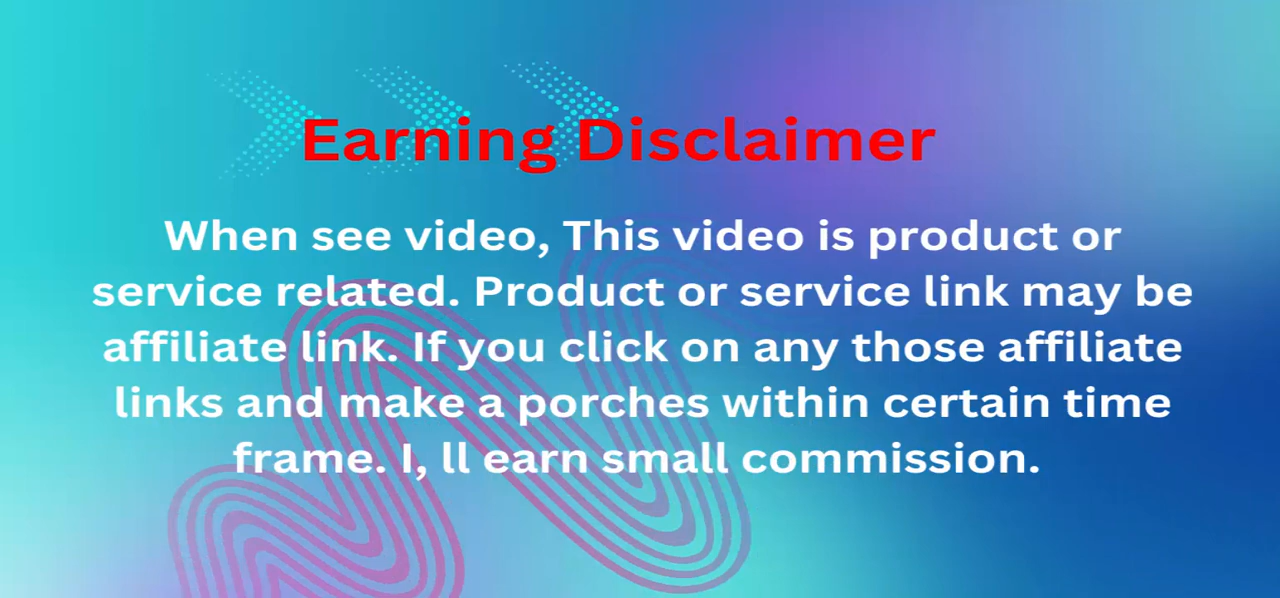 Earning Disclaimer
When see video, This video is product or
service related. Product or service link may be
affiliate link. If you click on any those affiliate
links and make a porches within certain time
frame. I, ll earn small commission.